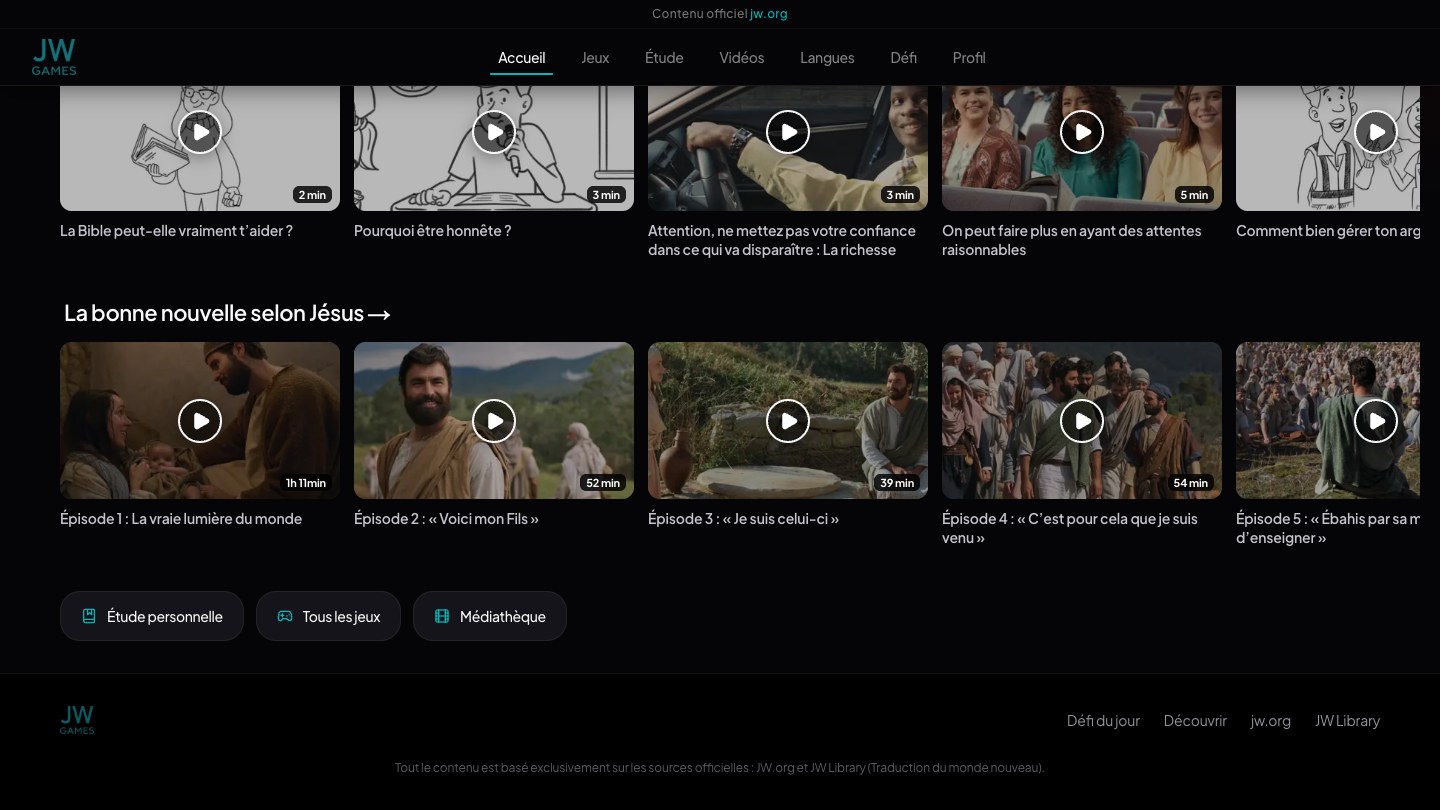 Contenu officiel jw.org
JW
GAMES
Accueil
Jeux
Étude
Vidéos
Langues
Défi
Profil
2 min
3 min
3 min
5 min
La Bible peut-elle vraiment t’aider ?
Pourquoi être honnête ?
Attention, ne mettez pas votre confiance
dans ce qui va disparaître : La richesse
On peut faire plus en ayant des attentes
raisonnables
Comment bien gérer ton arg
La bonne nouvelle selon Jésus →
1h 11min
52 min
39 min
54 min
Épisode 1 : La vraie lumière du monde
Épisode 2 : « Voici mon Fils »
Épisode 3 : « Je suis celui-ci »
Épisode 4 : « C’est pour cela que je suis
venu »
Épisode 5 : « Ébahis par sa m
d’enseigner »
Étude personnelle
Tous les jeux
Médiathèque
JW
GAMES
Défi du jour
Découvrir
jw.org
JW Library
Tout le contenu est basé exclusivement sur les sources officielles : JW.org et JW Library (Traduction du monde nouveau).